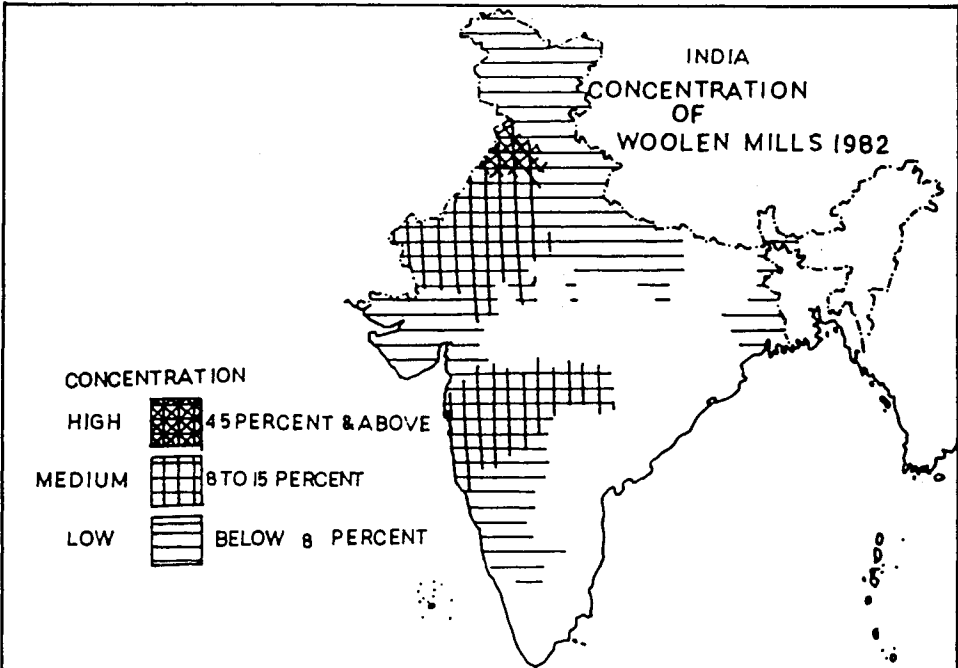 INDIA
CONCENTRATION
OF
WOOLEN MILLS 1982
CONCENTRATION
HIGH 45 PERCENT & ABOVE
MEDIUM 8 TO 15 PERCENT
LOW BELOW 8 PERCENT